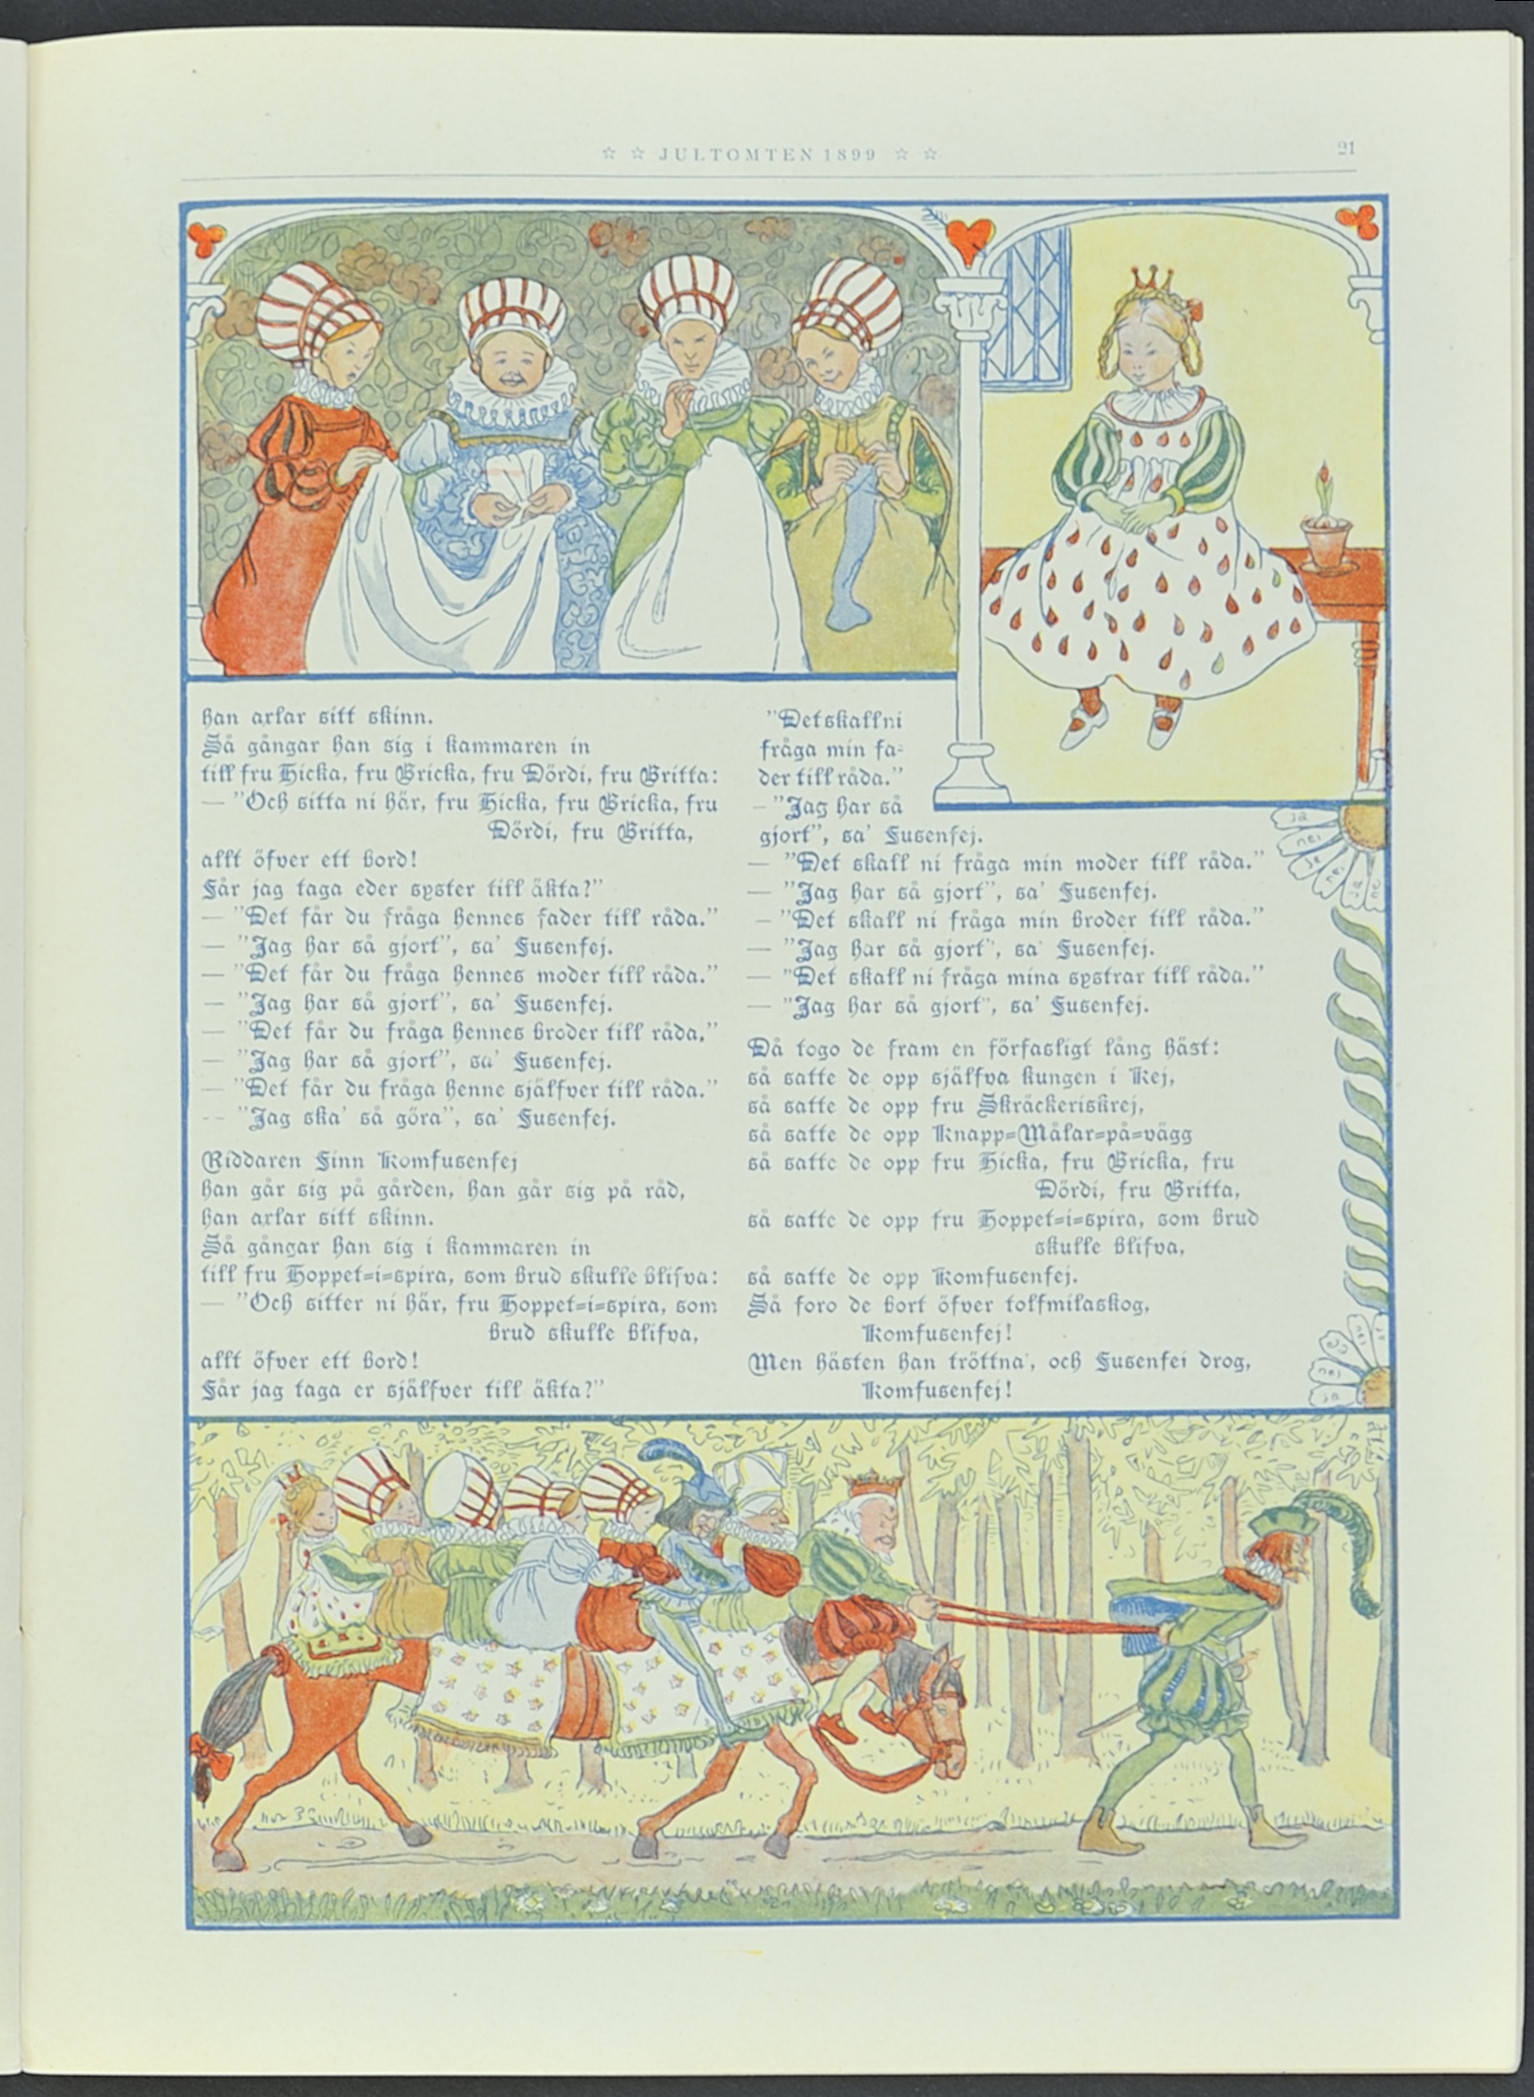 ☆ ☆ JULTOMTEN 1899 ☆ ☆
21
han axlar sitt skinn.
Så gångar han sig i kammaren in
till fru Hicka, fru Bricka, fru Dördi, fru Britta:
— "Och sitta ni här, fru Hicka, fru Bricka, fru
Dördi, fru Britta,
allt öfver ett bord!
Får jag taga eder syster till äkta?"
— "Det får du fråga hennes fader till råda."
— "Jag har så gjort", sa' Fusenfej.
— "Det får du fråga hennes moder till råda."
— "Jag har så gjort", sa' Fusenfej.
— "Det får du fråga hennes broder till råda."
— "Jag har så gjort", sa' Fusenfej.
— "Det får du fråga henne själfver till råda."
— "Jag ska' så göra", sa' Fusenfej.
Riddaren Finn Komfusenfej
han går sig på gården, han går sig på råd,
han axlar sitt skinn.
Så gångar han sig i kammaren in
till fru Hoppet-i-spira, som brud skulle blifva:
— "Och sitter ni här, fru Hoppet-i-spira, som
brud skulle blifva,
allt öfver ett bord!
Får jag taga er själfver till äkta?"
"Det skall ni
fråga min fa-
der till råda."
— "Jag har så
gjort", sa' Fusenfej.
— "Det skall ni fråga min moder till råda."
— "Jag har så gjort", sa' Fusenfej.
— "Det skall ni fråga min broder till råda."
— "Jag har så gjort", sa' Fusenfej.
— "Det skall ni fråga mina systrar till råda."
— "Jag har så gjort", sa' Fusenfej.
Då togo de fram en förfasligt lång häst:
så satte de opp själfva kungen i Kej,
så satte de opp fru Skräckeriskrej,
så satte de opp Knapp-Målar-på-vägg
så satte de opp fru Hicka, fru Bricka, fru
Dördi, fru Britta,
så satte de opp fru Hoppet-i-spira, som brud
skulle blifva,
så satte de opp Komfusenfej.
Så foro de bort öfver tolfmilaskog,
Komfusenfej!
Men hästen han tröttna', och Fusenfej drog,
Komfusenfej!
ja
nei
ja
nei
ja
nei
nei
ja
nei
ja